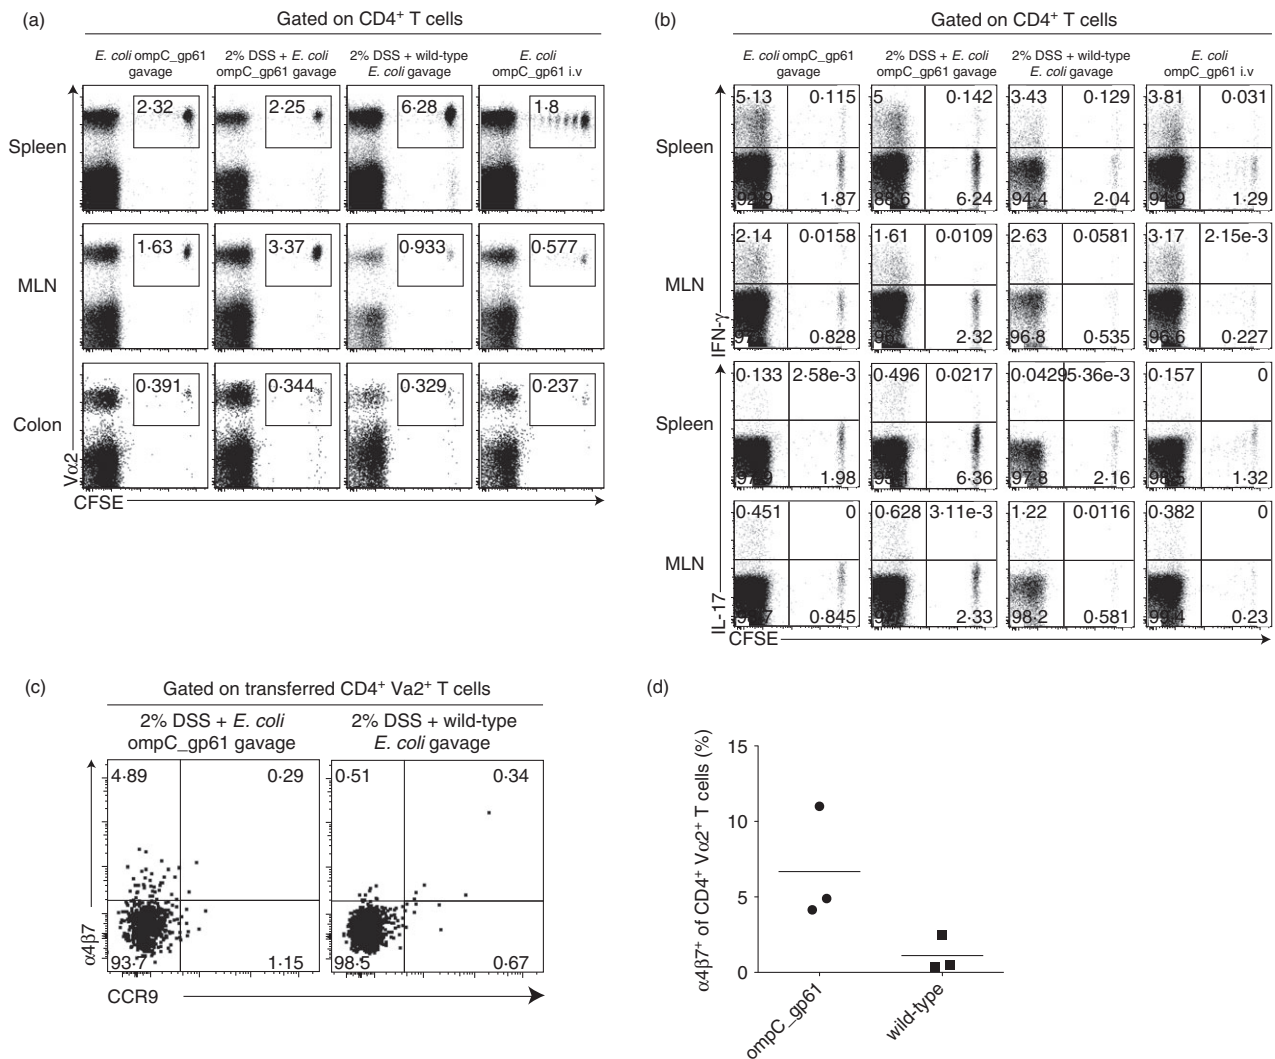 (a)
Gated on CD4⁺ T cells
E. coli ompC_gp61 gavage
2% DSS + E. coli ompC_gp61 gavage
2% DSS + wild-type E. coli gavage
E. coli ompC_gp61 i.v
Spleen
2·32 2·25 6·28 1·8
MLN
1·63 3·37 0·933 0·577
Colon
0·391 0·344 0·329 0·237
Vα2
CFSE
(b)
Gated on CD4⁺ T cells
E. coli ompC_gp61 gavage
2% DSS + E. coli ompC_gp61 gavage
2% DSS + wild-type E. coli gavage
E. coli ompC_gp61 i.v
5·13 0·115 5 0·142 3·43 0·129 3·81 0·031
Spleen
92·9 1·87 88·6 6·24 94·4 2·04 94·9 1·29
2·14 0·0158 1·61 0·0109 2·63 0·0581 3·17 2·15e-3
MLN
0·828 2·32 96·8 0·535 96·6 0·227
IFN-γ
0·133 2·58e-3 0·496 0·0217 0·0429 5·36e-3 0·157 0
Spleen
97·9 1·98 6·36 97·8 2·16 98·5 1·32
0·451 0 0·628 3·11e-3 1·22 0·0116 0·382 0
MLN
0·845 2·33 98·2 0·581 99·4 0·23
IL-17
CFSE
(c)
Gated on transferred CD4⁺ Va2⁺ T cells
2% DSS + E. coli ompC_gp61 gavage
2% DSS + wild-type E. coli gavage
4·89 0·29 0·51 0·34
93·7 1·15 98·5 0·67
α4β7
CCR9
(d)
α4β7⁺ of CD4⁺ Vα2⁺ T cells (%)
15
10
5
0
ompC_gp61
wild-type